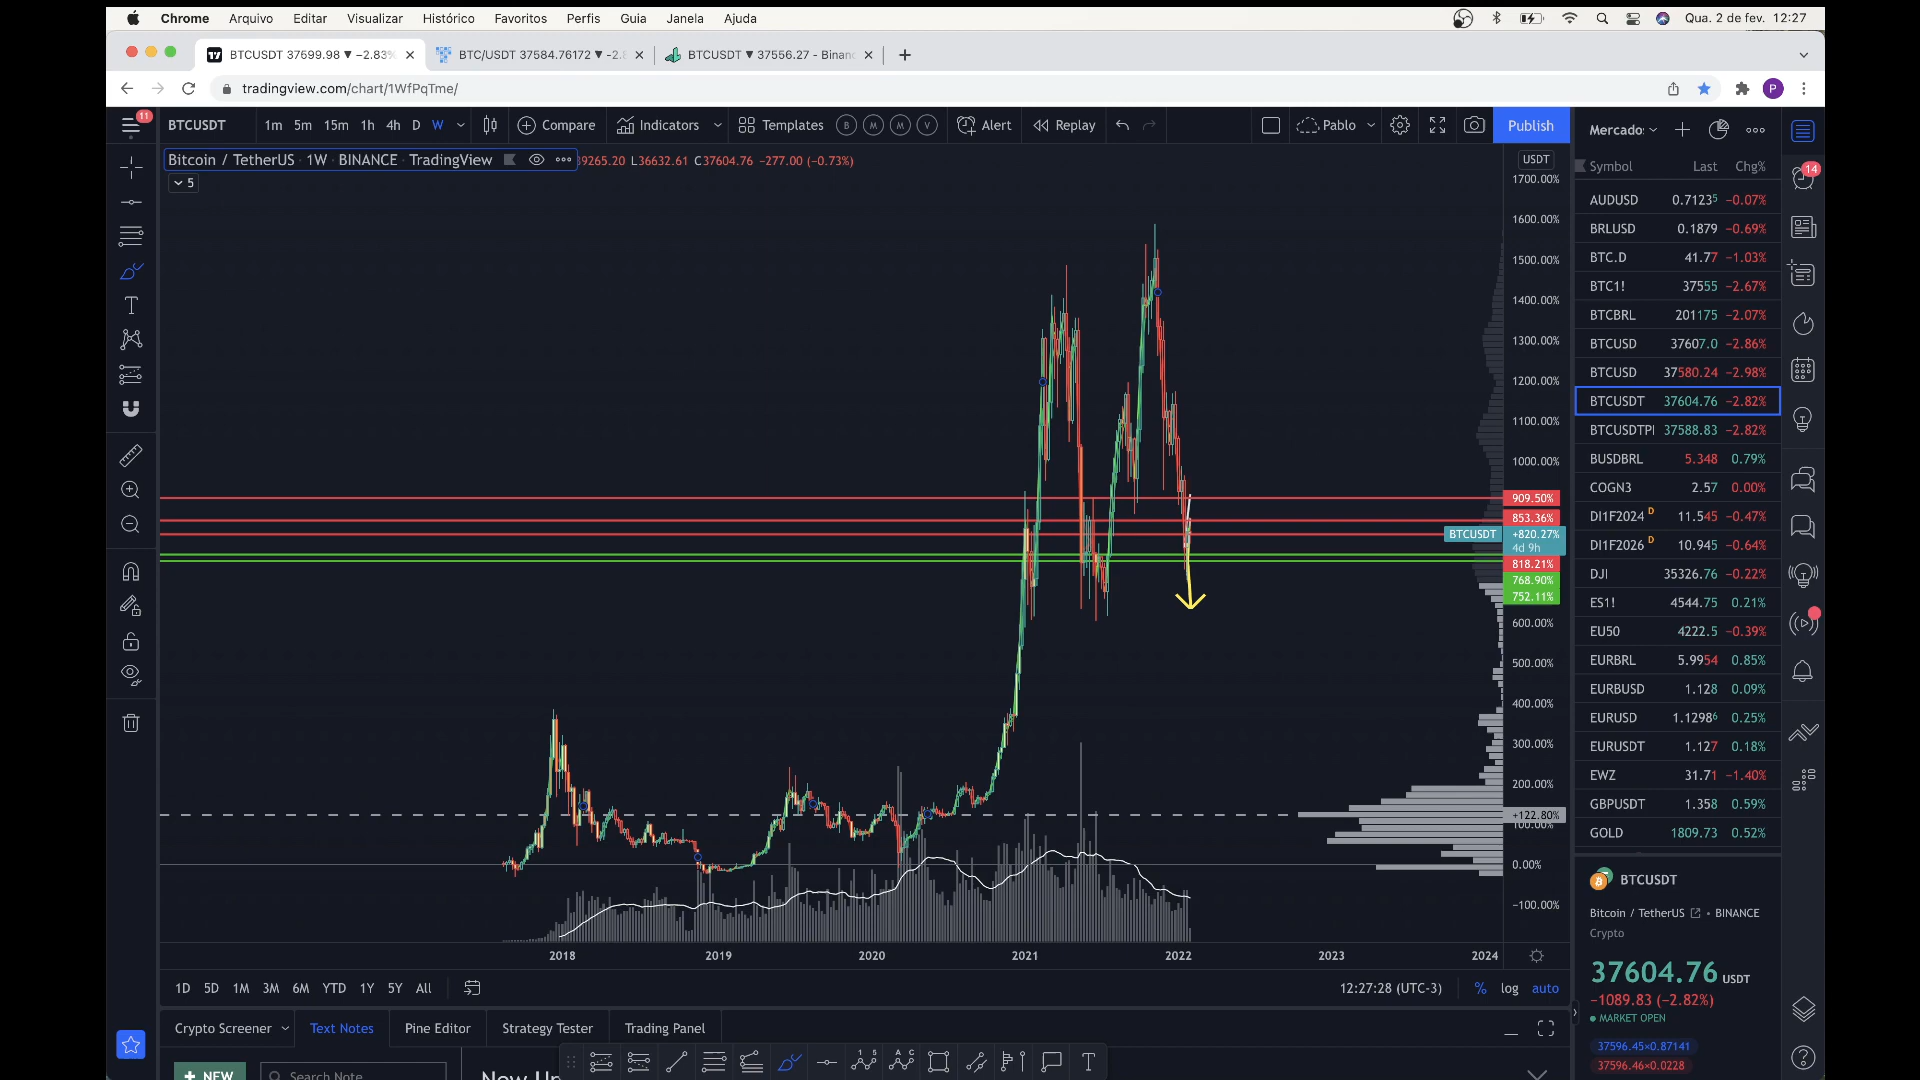 Chrome Arquivo Editar Visualizar Histórico Favoritos Perfis Guia Janela Ajuda Qua. 2 de fev. 12:27
BTCUSDT 37599.98 ▼ −2.83% BTC/USDT 37584.76172 ▼ -2. BTCUSDT ▼ 37556.27 - Binan
tradingview.com/chart/1WfPqTme/ P
11 BTCUSDT 1m 5m 15m 1h 4h D W Compare Indicators Templates B M M V Alert Replay Pablo Publish
Bitcoin / TetherUS · 1W · BINANCE · TradingView 39265.20 L36632.61 C37604.76 −277.00 (−0.73%)
5
USDT
1700.00%
1600.00%
1500.00%
1400.00%
1300.00%
1200.00%
1100.00%
1000.00%
909.50%
853.36%
BTCUSDT +820.27%
4d 9h
818.21%
768.90%
752.11%
600.00%
500.00%
400.00%
300.00%
200.00%
+122.80%
100.00%
0.00%
−100.00%
2018 2019 2020 2021 2022 2023 2024
1D 5D 1M 3M 6M YTD 1Y 5Y All 12:27:28 (UTC-3) % log auto
Crypto Screener Text Notes Pine Editor Strategy Tester Trading Panel
NEW Search Note
T
Mercado
Symbol Last Chg%
14
AUDUSD 0.71235 −0.07%
BRLUSD 0.1879 −0.69%
BTC.D 41.77 −1.03%
BTC1! 37555 −2.67%
BTCBRL 201175 −2.07%
BTCUSD 37607.0 −2.86%
BTCUSD 37580.24 −2.98%
BTCUSDT 37604.76 −2.82%
BTCUSDTPI 37588.83 −2.82%
BUSDBRL 5.348 0.79%
COGN3 2.57 0.00%
DI1F2024 D 11.545 −0.47%
DI1F2026 D 10.945 −0.64%
DJI 35326.76 −0.22%
ES1! 4544.75 0.21%
EU50 4222.5 −0.39%
EURBRL 5.9954 0.85%
EURBUSD 1.128 0.09%
EURUSD 1.12986 0.25%
EURUSDT 1.127 0.18%
EWZ 31.71 −1.40%
GBPUSDT 1.358 0.59%
GOLD 1809.73 0.52%
BTCUSDT
Bitcoin / TetherUS • BINANCE
Crypto
37604.76 USDT
−1089.83 (−2.82%)
MARKET OPEN
37596.45×0.87141
37596.46×0.0228